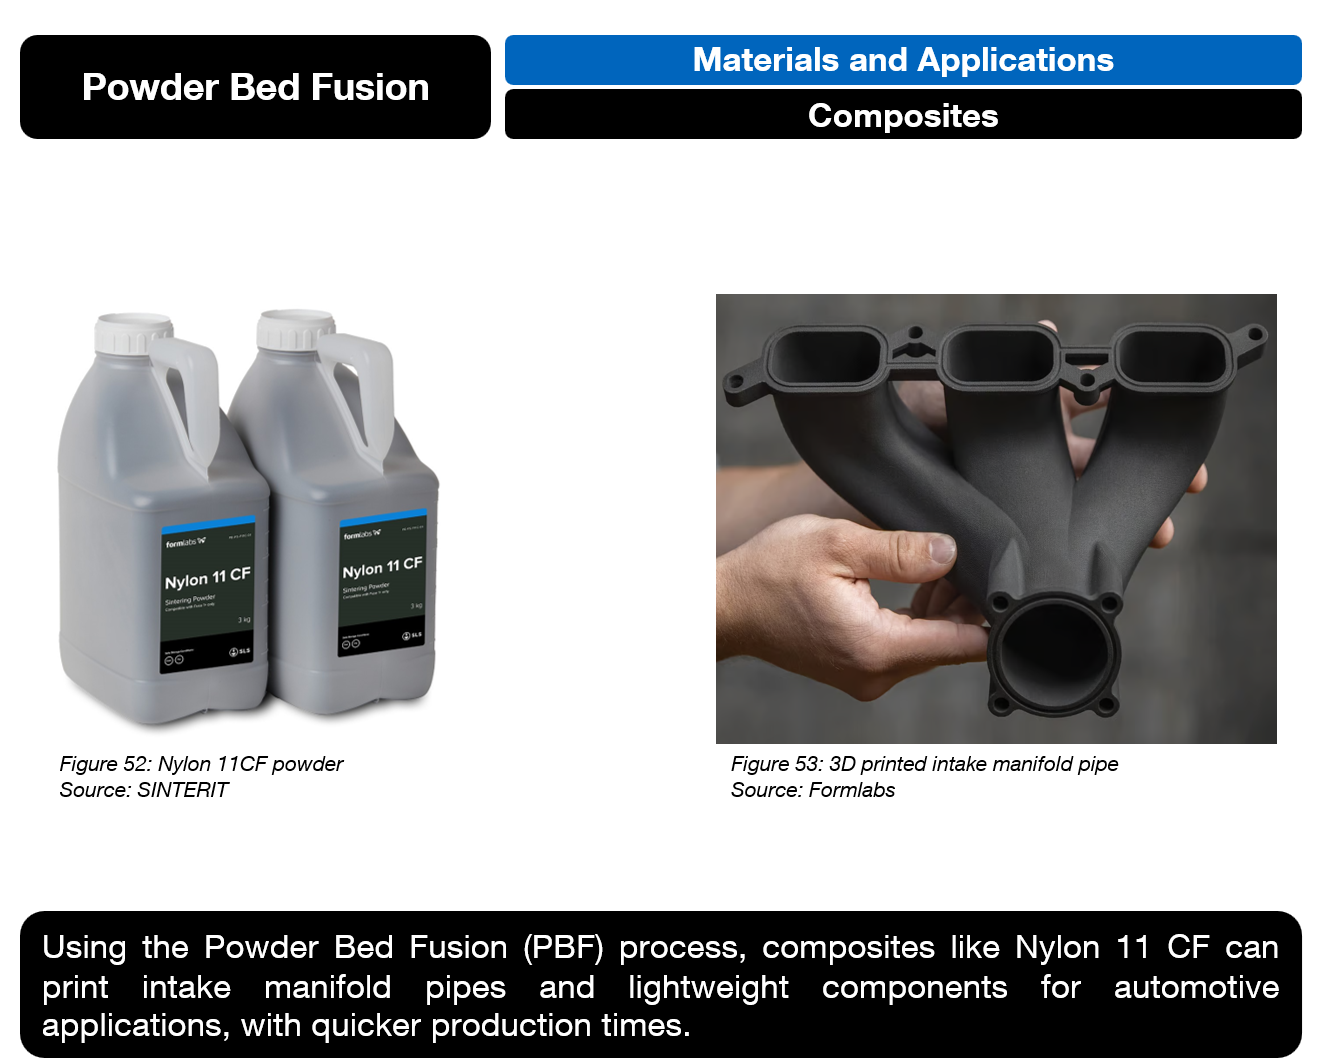 Powder Bed Fusion
Materials and Applications
Composites
formlabs
Nylon 11 CF
Sintering Powder
3 kg
SLS
formlabs
Nylon 11 CF
Sintering Powder
3 kg
SLS
Figure 52: Nylon 11CF powder
Source: SINTERIT
Figure 53: 3D printed intake manifold pipe
Source: Formlabs
Using the Powder Bed Fusion (PBF) process, composites like Nylon 11 CF can
print intake manifold pipes and lightweight components for automotive
applications, with quicker production times.